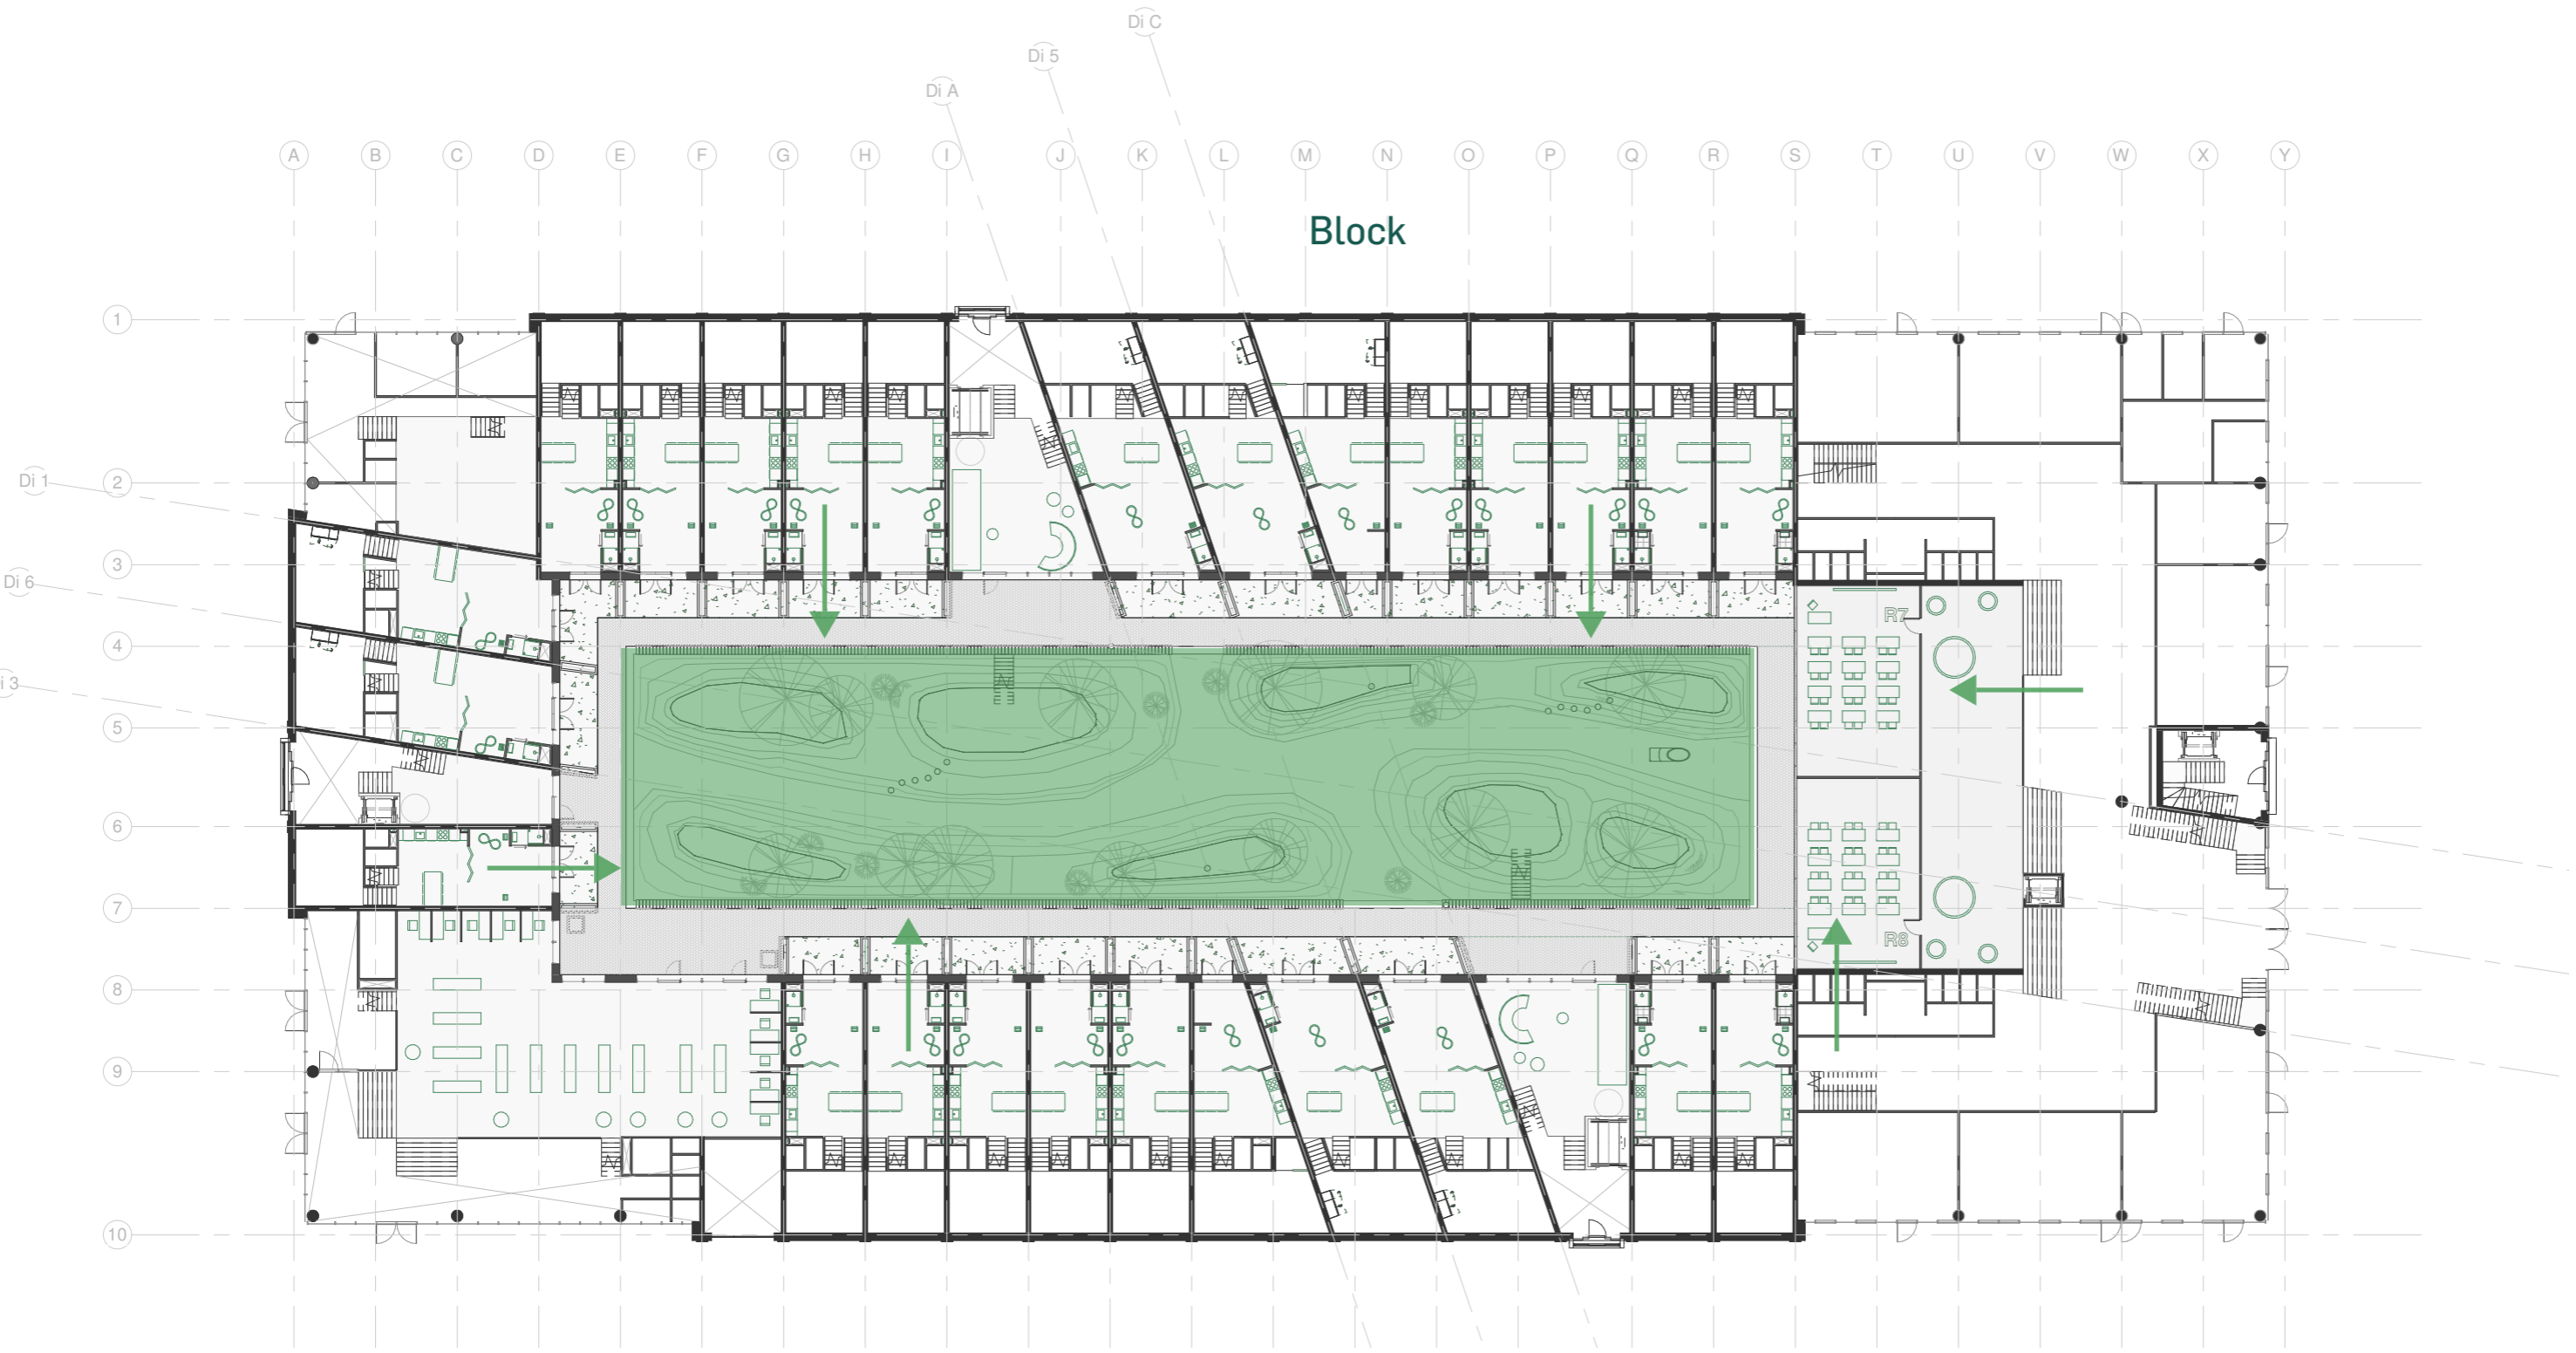 Di C
Di 5
Di A
A B C D E F G H I J K L M N O P Q R S T U V W X Y
Block
1
2
Di 1
3
Di 6
R7
4
i 3
5
6
7
R8
8
9
10